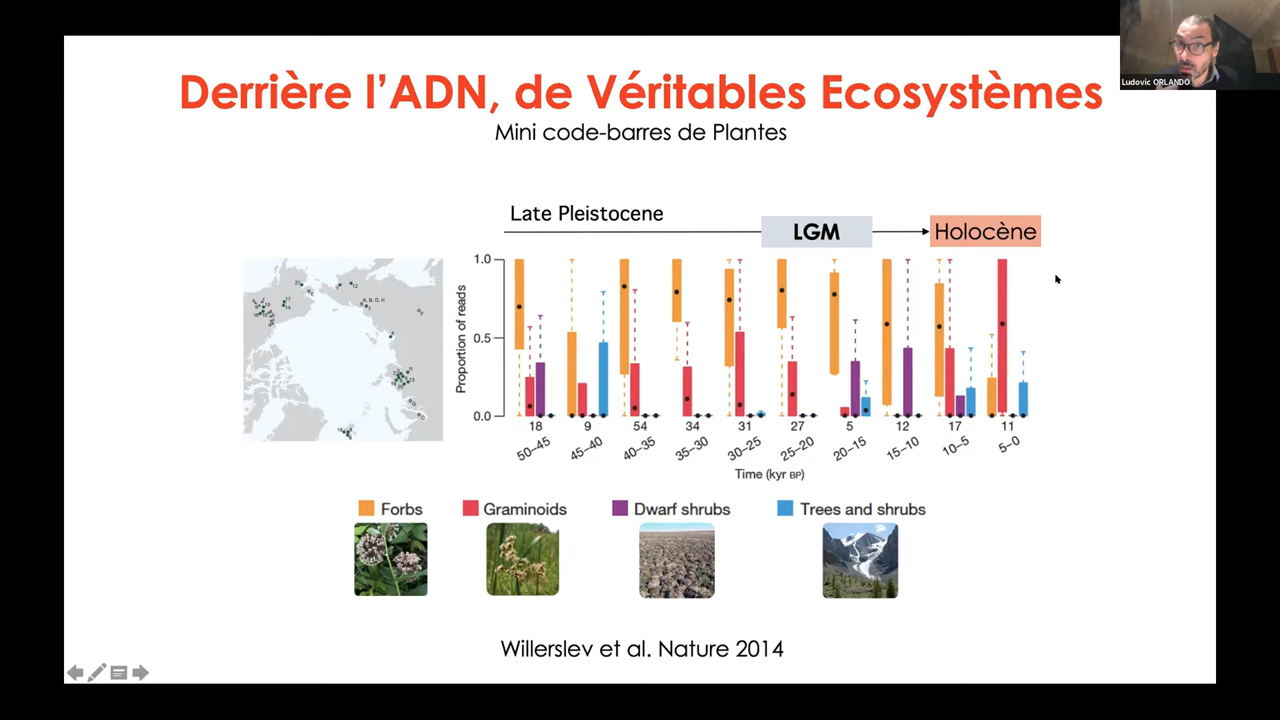 Ludovic ORLANDO
Derrière l’ADN, de Véritables Ecosystèmes
Mini code-barres de Plantes
Late Pleistocene
LGM
Holocène
1.0
0.5
0.0
Proportion of reads
18 9 54 34 31 27 5 12 17 11
50–45 45–40 40–35 35–30 30–25 25–20 20–15 15–10 10–5 5–0
Time (kyr BP)
Forbs Graminoids Dwarf shrubs Trees and shrubs
Willerslev et al. Nature 2014